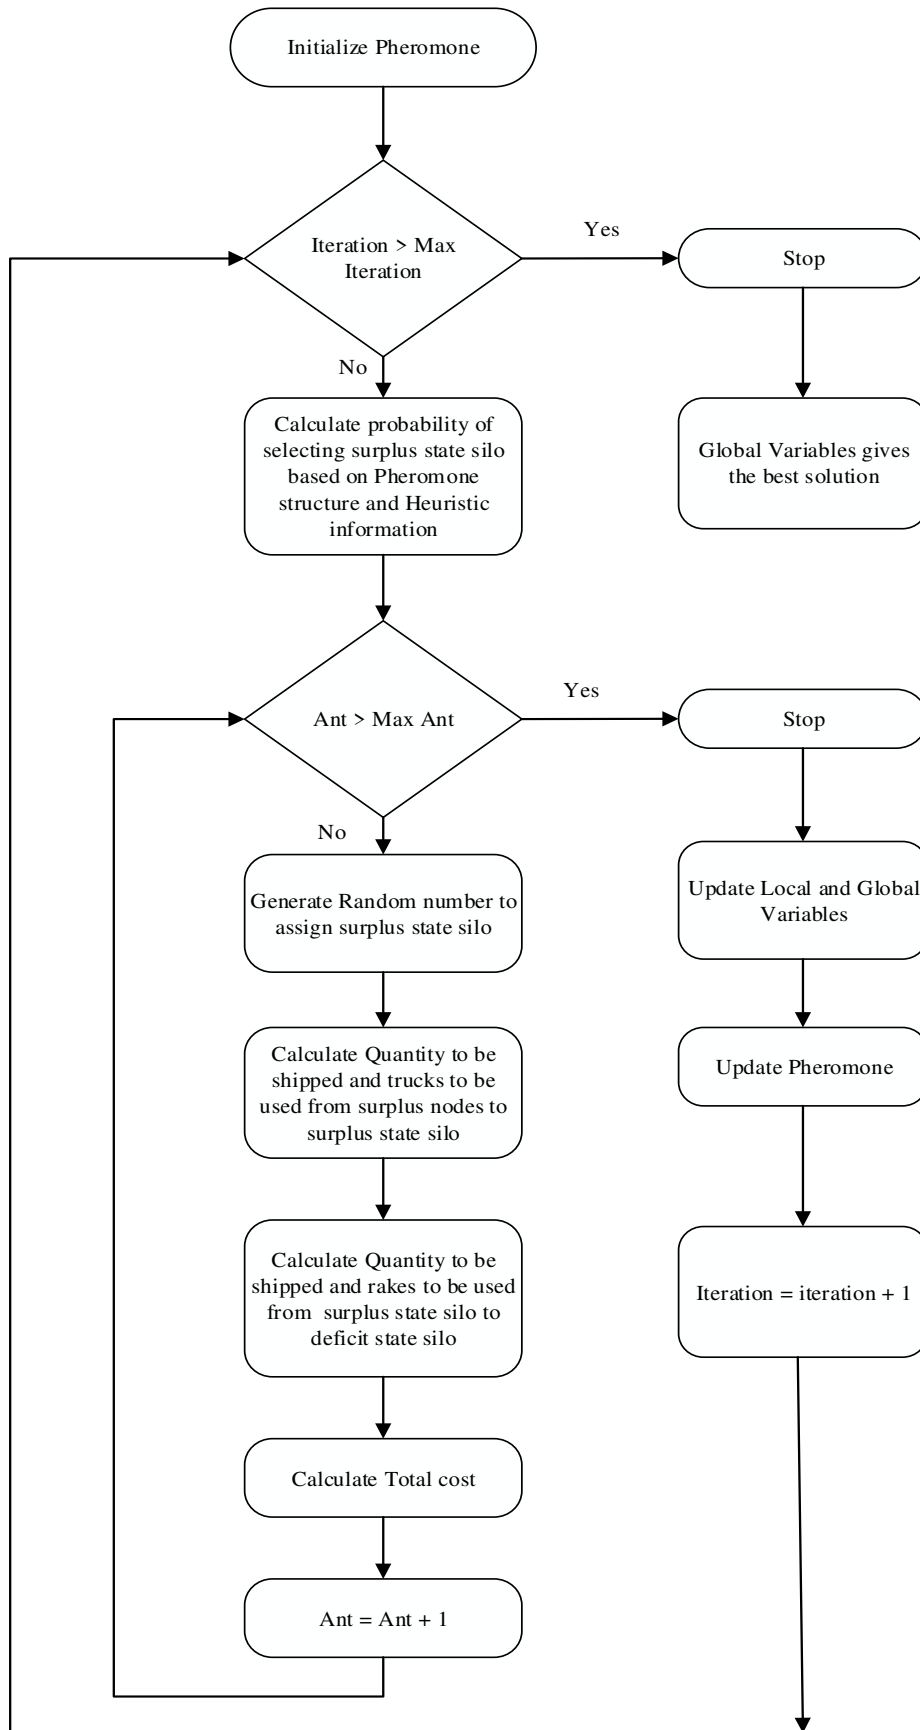 Initialize Pheromone
Iteration > Max
Iteration
Yes
Stop
No
Calculate probability of
selecting surplus state silo
based on Pheromone
structure and Heuristic
information
Global Variables gives
the best solution
Ant > Max Ant
Yes
Stop
No
Generate Random number to
assign surplus state silo
Update Local and Global
Variables
Calculate Quantity to be
shipped and trucks to be
used from surplus nodes to
surplus state silo
Update Pheromone
Calculate Quantity to be
shipped and rakes to be used
from surplus state silo to
deficit state silo
Iteration = iteration + 1
Calculate Total cost
Ant = Ant + 1